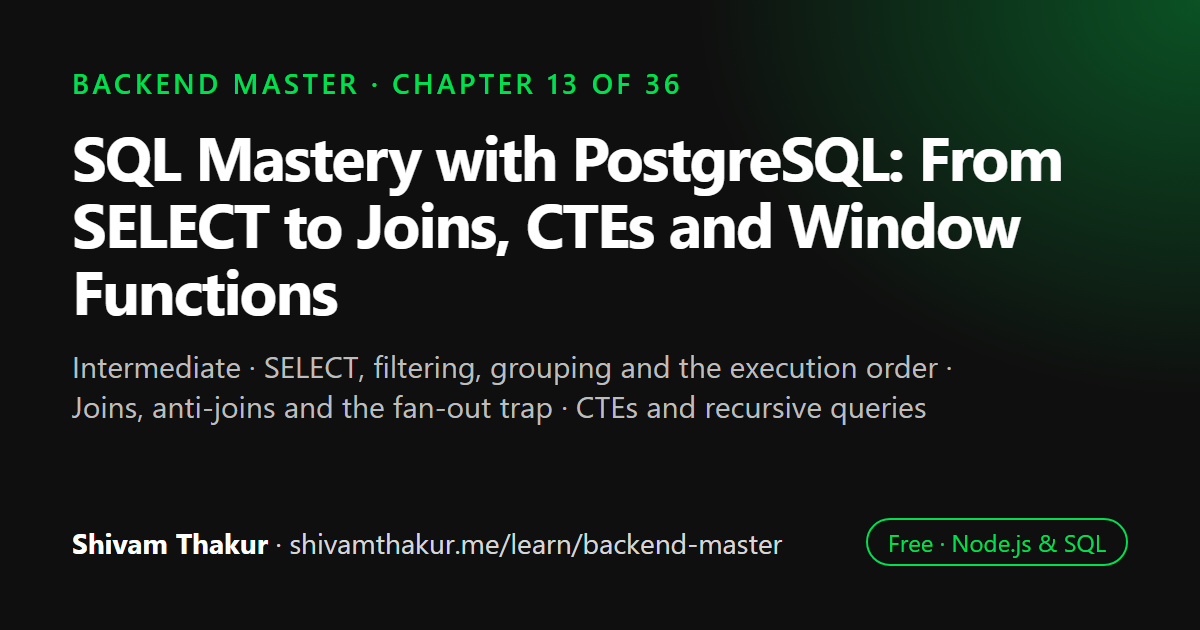 BACKEND MASTER · CHAPTER 13 OF 36
SQL Mastery with PostgreSQL: From
SELECT to Joins, CTEs and Window
Functions
Intermediate · SELECT, filtering, grouping and the execution order ·
Joins, anti-joins and the fan-out trap · CTEs and recursive queries
Shivam Thakur · shivamthakur.me/learn/backend-master
Free · Node.js & SQL